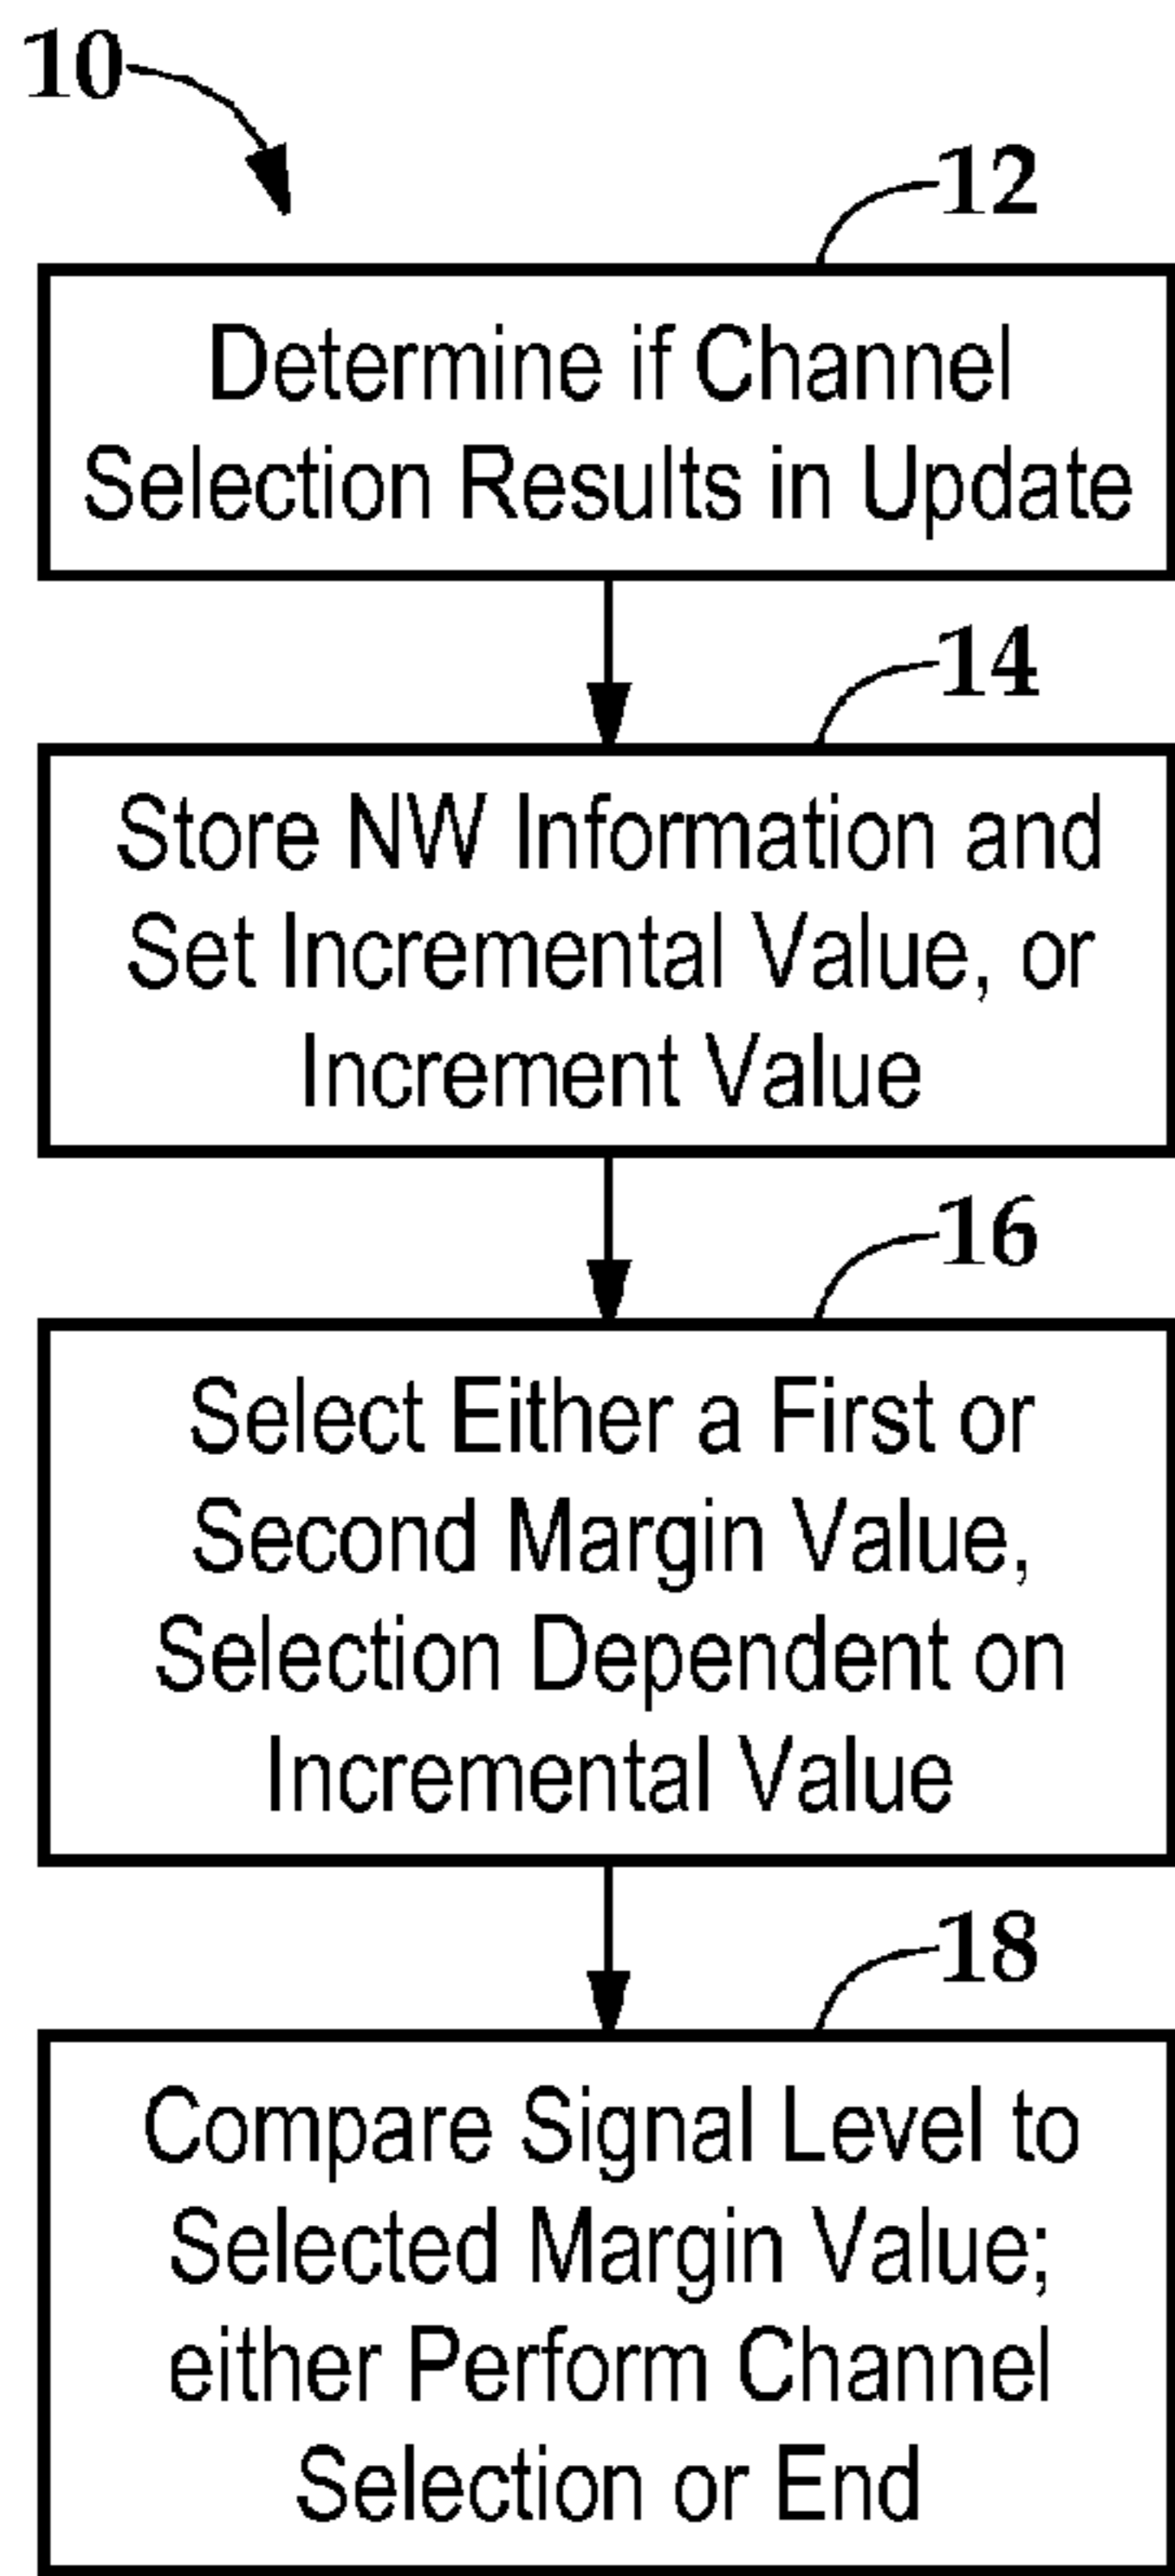 10
12
Determine if Channel
Selection Results in Update
14
Store NW Information and
Set Incremental Value, or
Increment Value
16
Select Either a First or
Second Margin Value,
Selection Dependent on
Incremental Value
18
Compare Signal Level to
Selected Margin Value;
either Perform Channel
Selection or End